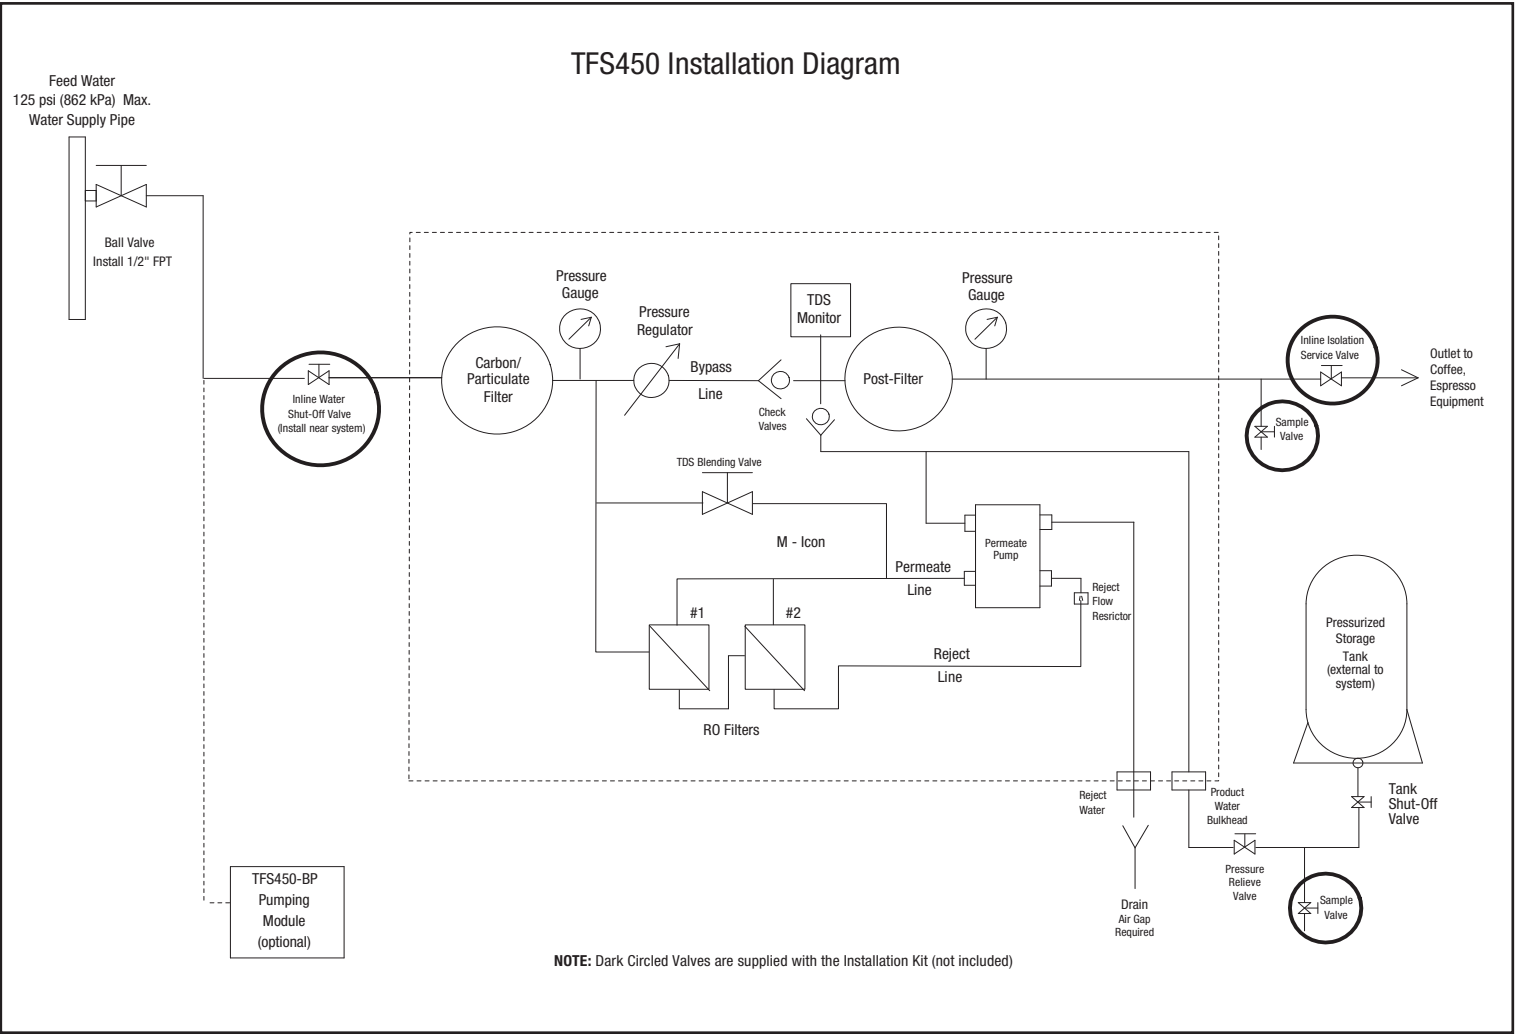 TFS450 Installation Diagram
Feed Water
125 psi (862 kPa) Max.
Water Supply Pipe
Ball Valve
Install 1/2" FPT
Inline Water
Shut-Off Valve
(Install near system)
Carbon/
Particulate
Filter
Pressure
Gauge
Pressure
Regulator
Bypass
Line
Check
Valves
TDS
Monitor
Post-Filter
Pressure
Gauge
Inline Isolation
Service Valve
Outlet to
Coffee,
Espresso
Equipment
Sample
Valve
TDS Blending Valve
M - Icon
Permeate
Line
Permeate
Pump
Reject
Flow
Resrictor
#1
#2
Reject
Line
RO Filters
Pressurized
Storage
Tank
(external to
system)
Tank
Shut-Off
Valve
Reject
Water
Product
Water
Bulkhead
Pressure
Relieve
Valve
Sample
Valve
Drain
Air Gap
Required
TFS450-BP
Pumping
Module
(optional)
NOTE: Dark Circled Valves are supplied with the Installation Kit (not included)